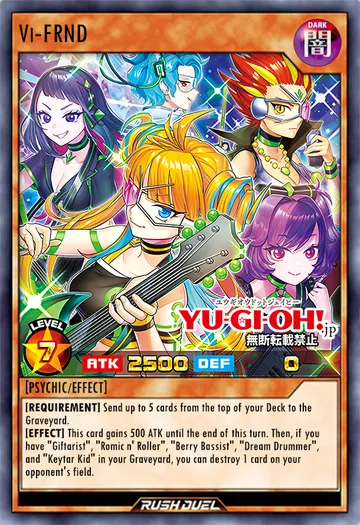 VI-FRND
DARK
闇
ユウギオウドットジェイピー
YU-GI-OH!.jp
無断転載禁止
LEVEL
7
ATK 2500 DEF 0
[PSYCHIC/EFFECT]
[REQUIREMENT] Send up to 5 cards from the top of your Deck to the
Graveyard.
[EFFECT] This card gains 500 ATK until the end of this turn. Then, if you
have "Giftarist", "Romic n' Roller", "Berry Bassist", "Dream Drummer",
and "Keytar Kid" in your Graveyard, you can destroy 1 card on your
opponent's field.
RUSH DUEL